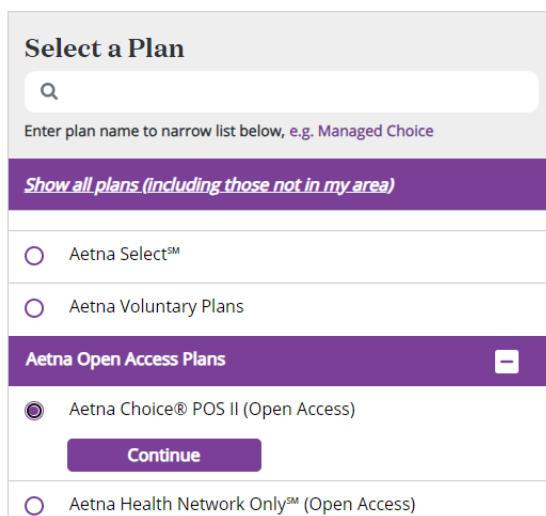 Select a Plan
Enter plan name to narrow list below, e.g. Managed Choice
Show all plans (including those not in my area)
Aetna Select℠
Aetna Voluntary Plans
Aetna Open Access Plans
Aetna Choice® POS II (Open Access)
Continue
Aetna Health Network Only℠ (Open Access)